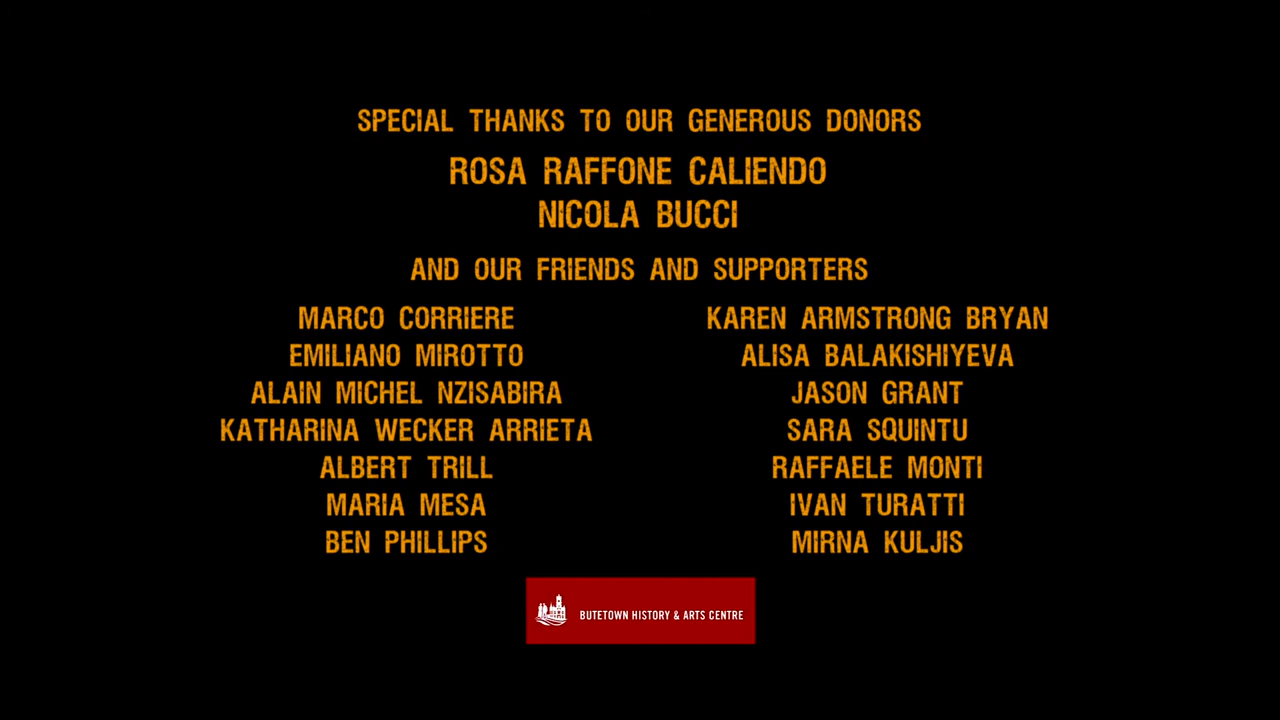 SPECIAL THANKS TO OUR GENEROUS DONORS
ROSA RAFFONE CALIENDO
NICOLA BUCCI
AND OUR FRIENDS AND SUPPORTERS
MARCO CORRIERE
EMILIANO MIROTTO
ALAIN MICHEL NZISABIRA
KATHARINA WECKER ARRIETA
ALBERT TRILL
MARIA MESA
BEN PHILLIPS
KAREN ARMSTRONG BRYAN
ALISA BALAKISHIYEVA
JASON GRANT
SARA SQUINTU
RAFFAELE MONTI
IVAN TURATTI
MIRNA KULJIS
BUTETOWN HISTORY & ARTS CENTRE